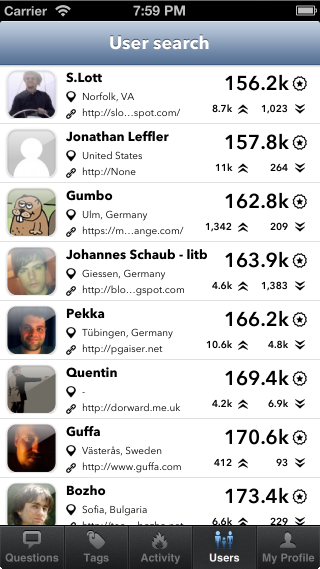 Carrier 7:59 PM
User search
S.Lott 156.2k
Norfolk, VA
http://slo...spot.com/ 8.7k 1,023
Jonathan Leffler 157.8k
United States
http://None 11k 264
Gumbo 162.8k
Ulm, Germany
https://m...ange.com/ 1,342 209
Johannes Schaub - litb 163.9k
Giessen, Germany
http://blo...gspot.com 4.6k 1,383
Pekka 166.2k
Tübingen, Germany
http://pgaiser.net 10.6k 4.8k
Quentin 169.4k
-
http://dorward.me.uk 4.2k 6.9k
Guffa 170.6k
Västerås, Sweden
http://www.guffa.com 412 93
Bozho 173.4k
Sofia, Bulgaria
6.6k 229
Questions Tags Activity Users My Profile